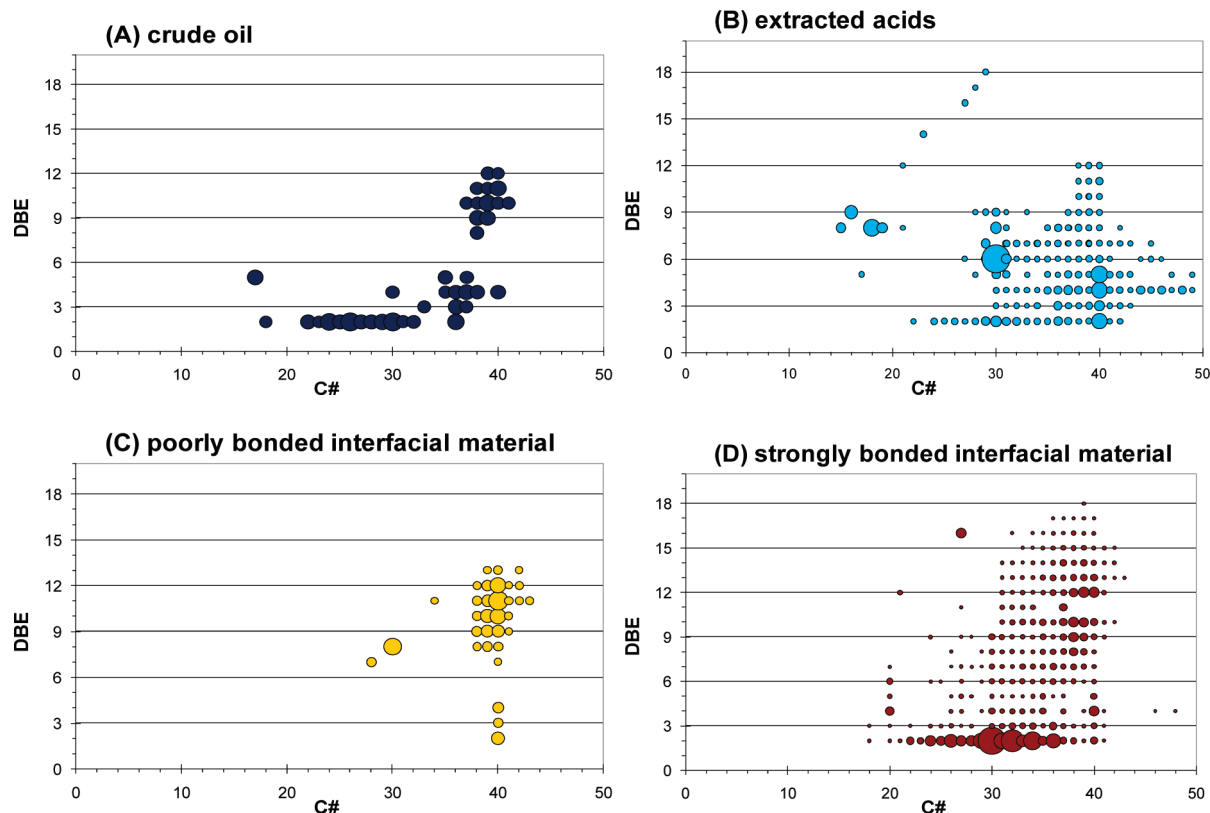 (A) crude oil
DBE
18
15
12
9
6
3
0
0 10 20 30 40 50
C#
(B) extracted acids
DBE
18
15
12
9
6
3
0
0 10 20 30 40 50
C#
(C) poorly bonded interfacial material
DBE
18
15
12
9
6
3
0
0 10 20 30 40 50
C#
(D) strongly bonded interfacial material
DBE
18
15
12
9
6
3
0
0 10 20 30 40 50
C#